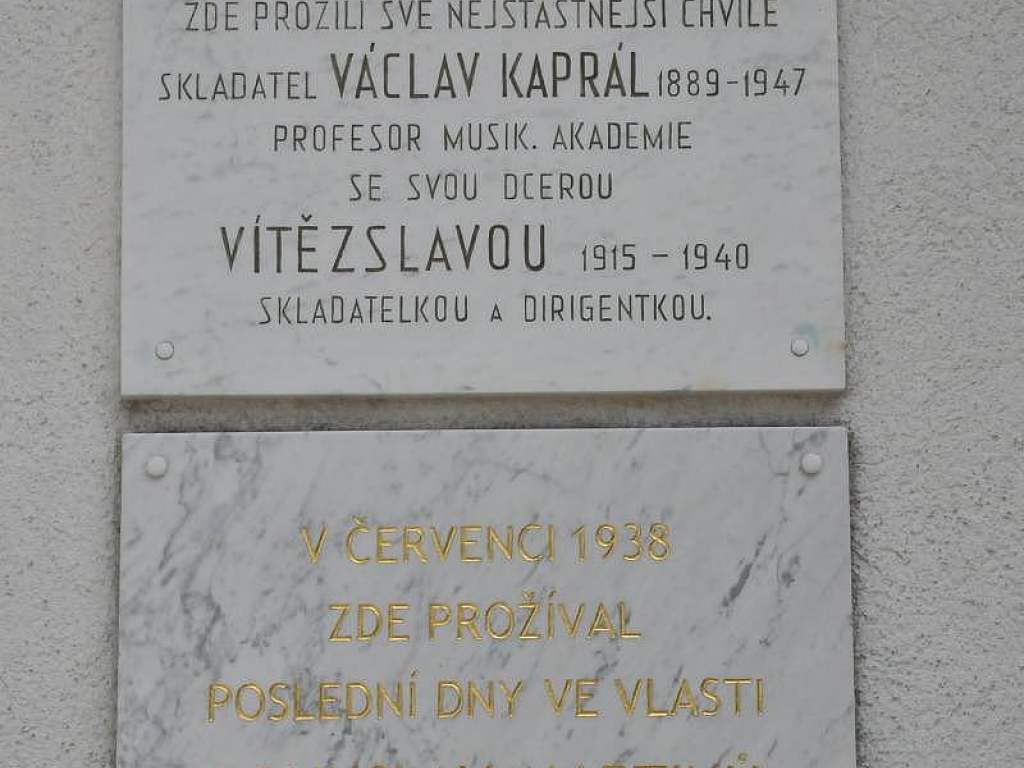 ZDE PROŽILI SVÉ NEJŠŤASTNĚJŠÍ CHVÍLE
SKLADATEL VÁCLAV KAPRÁL 1889-1947
PROFESOR MUSIK. AKADEMIE
SE SVOU DCEROU
VÍTĚZSLAVOU 1915 - 1940
SKLADATELKOU A DIRIGENTKOU.
V ČERVENCI 1938
ZDE PROŽÍVAL
POSLEDNÍ DNY VE VLASTI